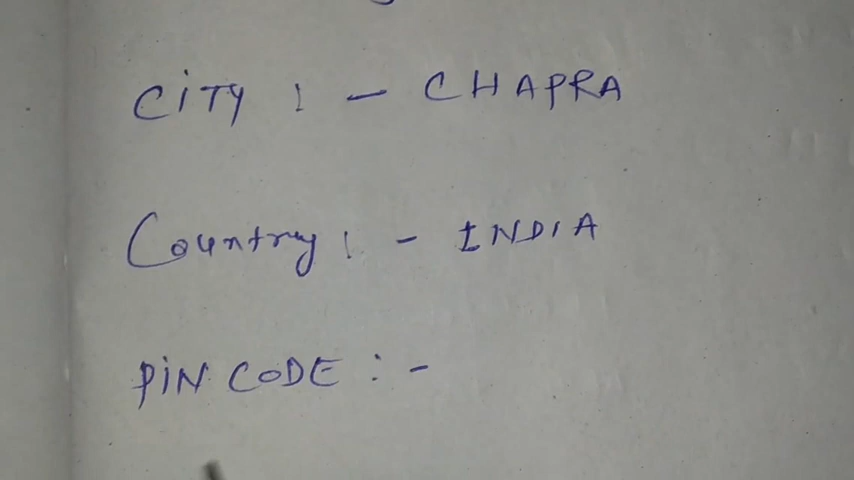 CiTY : - CHAPRA
Country : - INDIA
PiN CODE : -